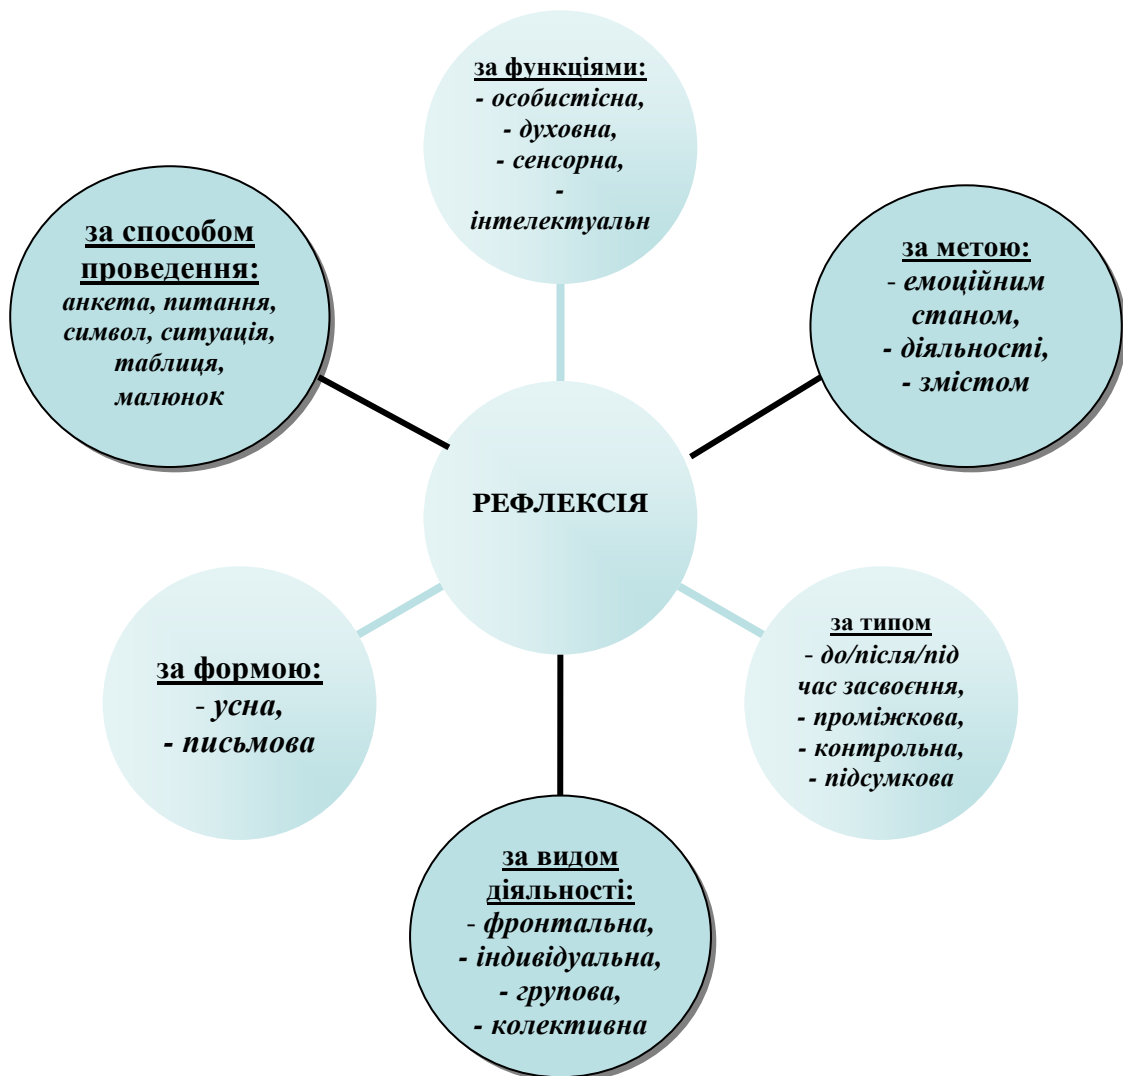 за функціями:
- особистісна,
- духовна,
- сенсорна,
-
інтелектуальн
за способом
проведення:
анкета, питання,
символ, ситуація,
таблиця,
малюнок
за метою:
- емоційним
станом,
- діяльності,
- змістом
РЕФЛЕКСІЯ
за формою:
- усна,
- письмова
за типом
- до/після/під
час засвоєння,
- проміжкова,
- контрольна,
- підсумкова
за видом
діяльності:
- фронтальна,
- індивідуальна,
- групова,
- колективна